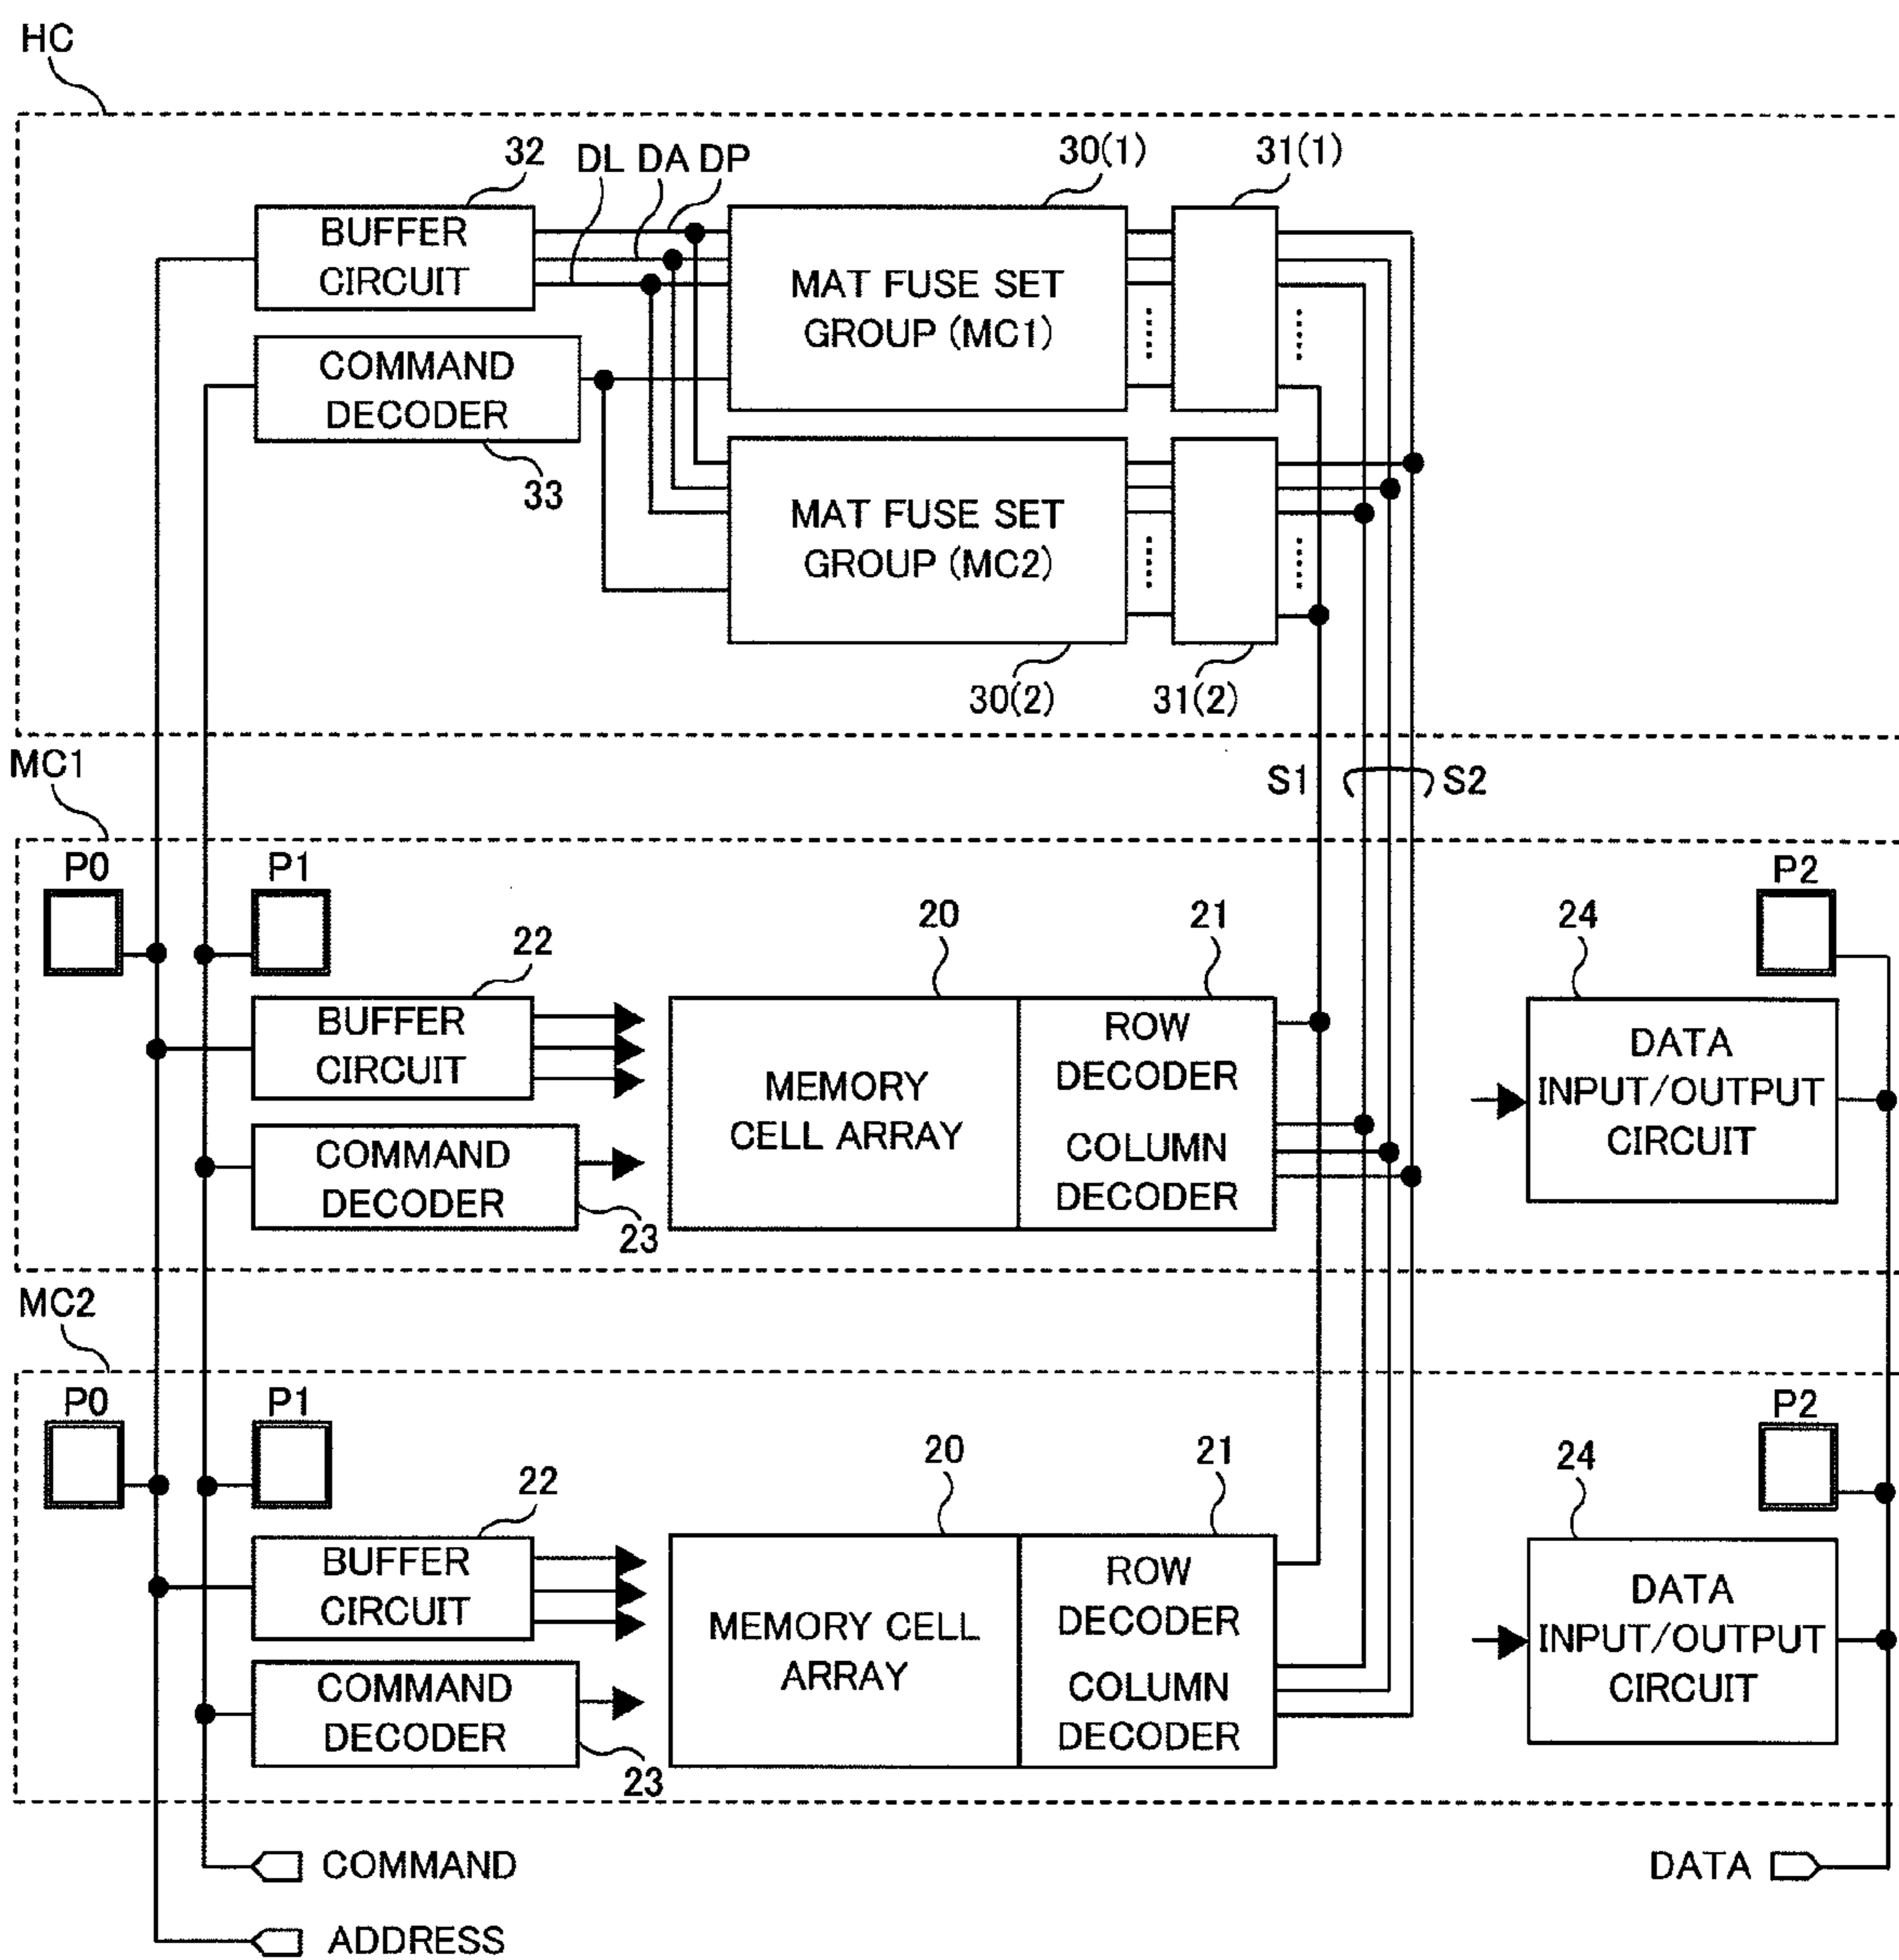 HC
32
DL DA DP
30(1)
31(1)
BUFFER
CIRCUIT
MAT FUSE SET
GROUP (MC1)
COMMAND
DECODER
33
MAT FUSE SET
GROUP (MC2)
30(2)
31(2)
MC1
S1
S2
P0
P1
P2
22
20
21
24
BUFFER
CIRCUIT
MEMORY
CELL ARRAY
ROW
DECODER
COLUMN
DECODER
DATA
INPUT/OUTPUT
CIRCUIT
COMMAND
DECODER
23
MC2
P0
P1
P2
22
20
21
24
BUFFER
CIRCUIT
MEMORY CELL
ARRAY
ROW
DECODER
COLUMN
DECODER
DATA
INPUT/OUTPUT
CIRCUIT
COMMAND
DECODER
23
COMMAND
DATA
ADDRESS